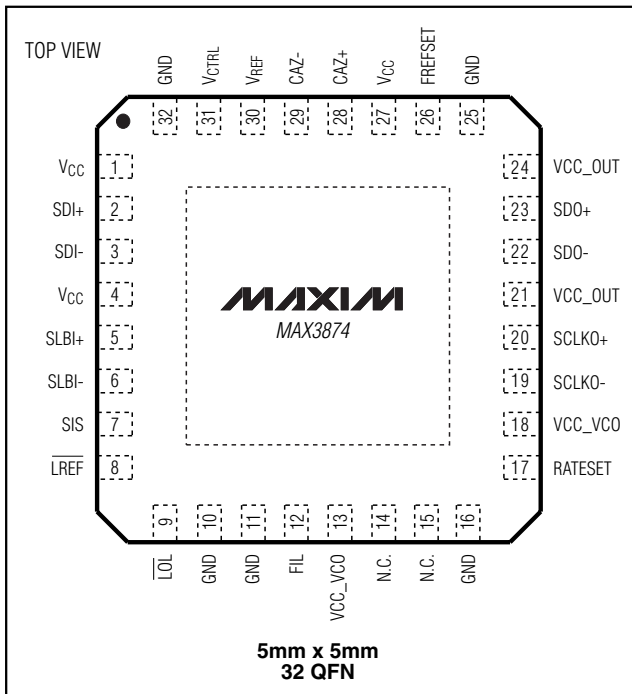 TOP VIEW
GND
VCTRL
VREF
CAZ-
CAZ+
VCC
FREFSET
GND
32
31
30
29
28
27
26
25
VCC 1
SDI+ 2
SDI- 3
VCC 4
SLBI+ 5
SLBI- 6
SIS 7
LREF 8
24 VCC_OUT
23 SDO+
22 SDO-
21 VCC_OUT
20 SCLKO+
19 SCLKO-
18 VCC_VCO
17 RATESET
MAXIM
MAX3874
9
10
11
12
13
14
15
16
LOL
GND
GND
FIL
VCC_VCO
N.C.
N.C.
GND
5mm x 5mm
32 QFN